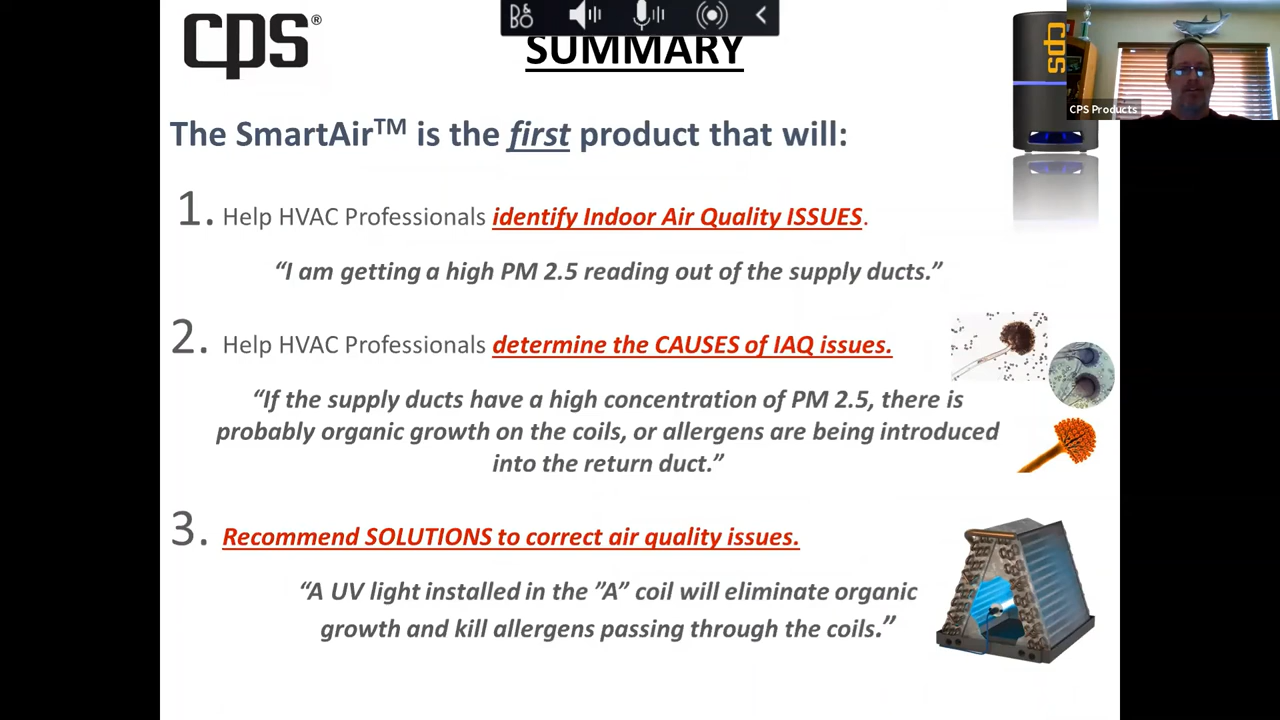 cps®
SUMMARY
cps
CPS Products
The SmartAir™ is the first product that will:
1. Help HVAC Professionals identify Indoor Air Quality ISSUES.
“I am getting a high PM 2.5 reading out of the supply ducts.”
2. Help HVAC Professionals determine the CAUSES of IAQ issues.
“If the supply ducts have a high concentration of PM 2.5, there is
probably organic growth on the coils, or allergens are being introduced
into the return duct.”
3. Recommend SOLUTIONS to correct air quality issues.
“A UV light installed in the ”A” coil will eliminate organic
growth and kill allergens passing through the coils.”